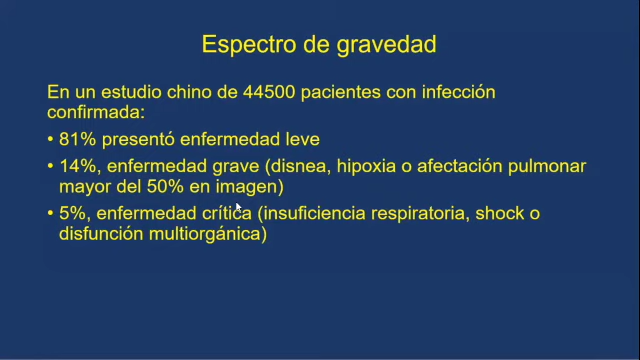 Espectro de gravedad
En un estudio chino de 44500 pacientes con infección
confirmada:
• 81% presentó enfermedad leve
• 14%, enfermedad grave (disnea, hipoxia o afectación pulmonar
mayor del 50% en imagen)
• 5%, enfermedad crítica (insuficiencia respiratoria, shock o
disfunción multiorgánica)